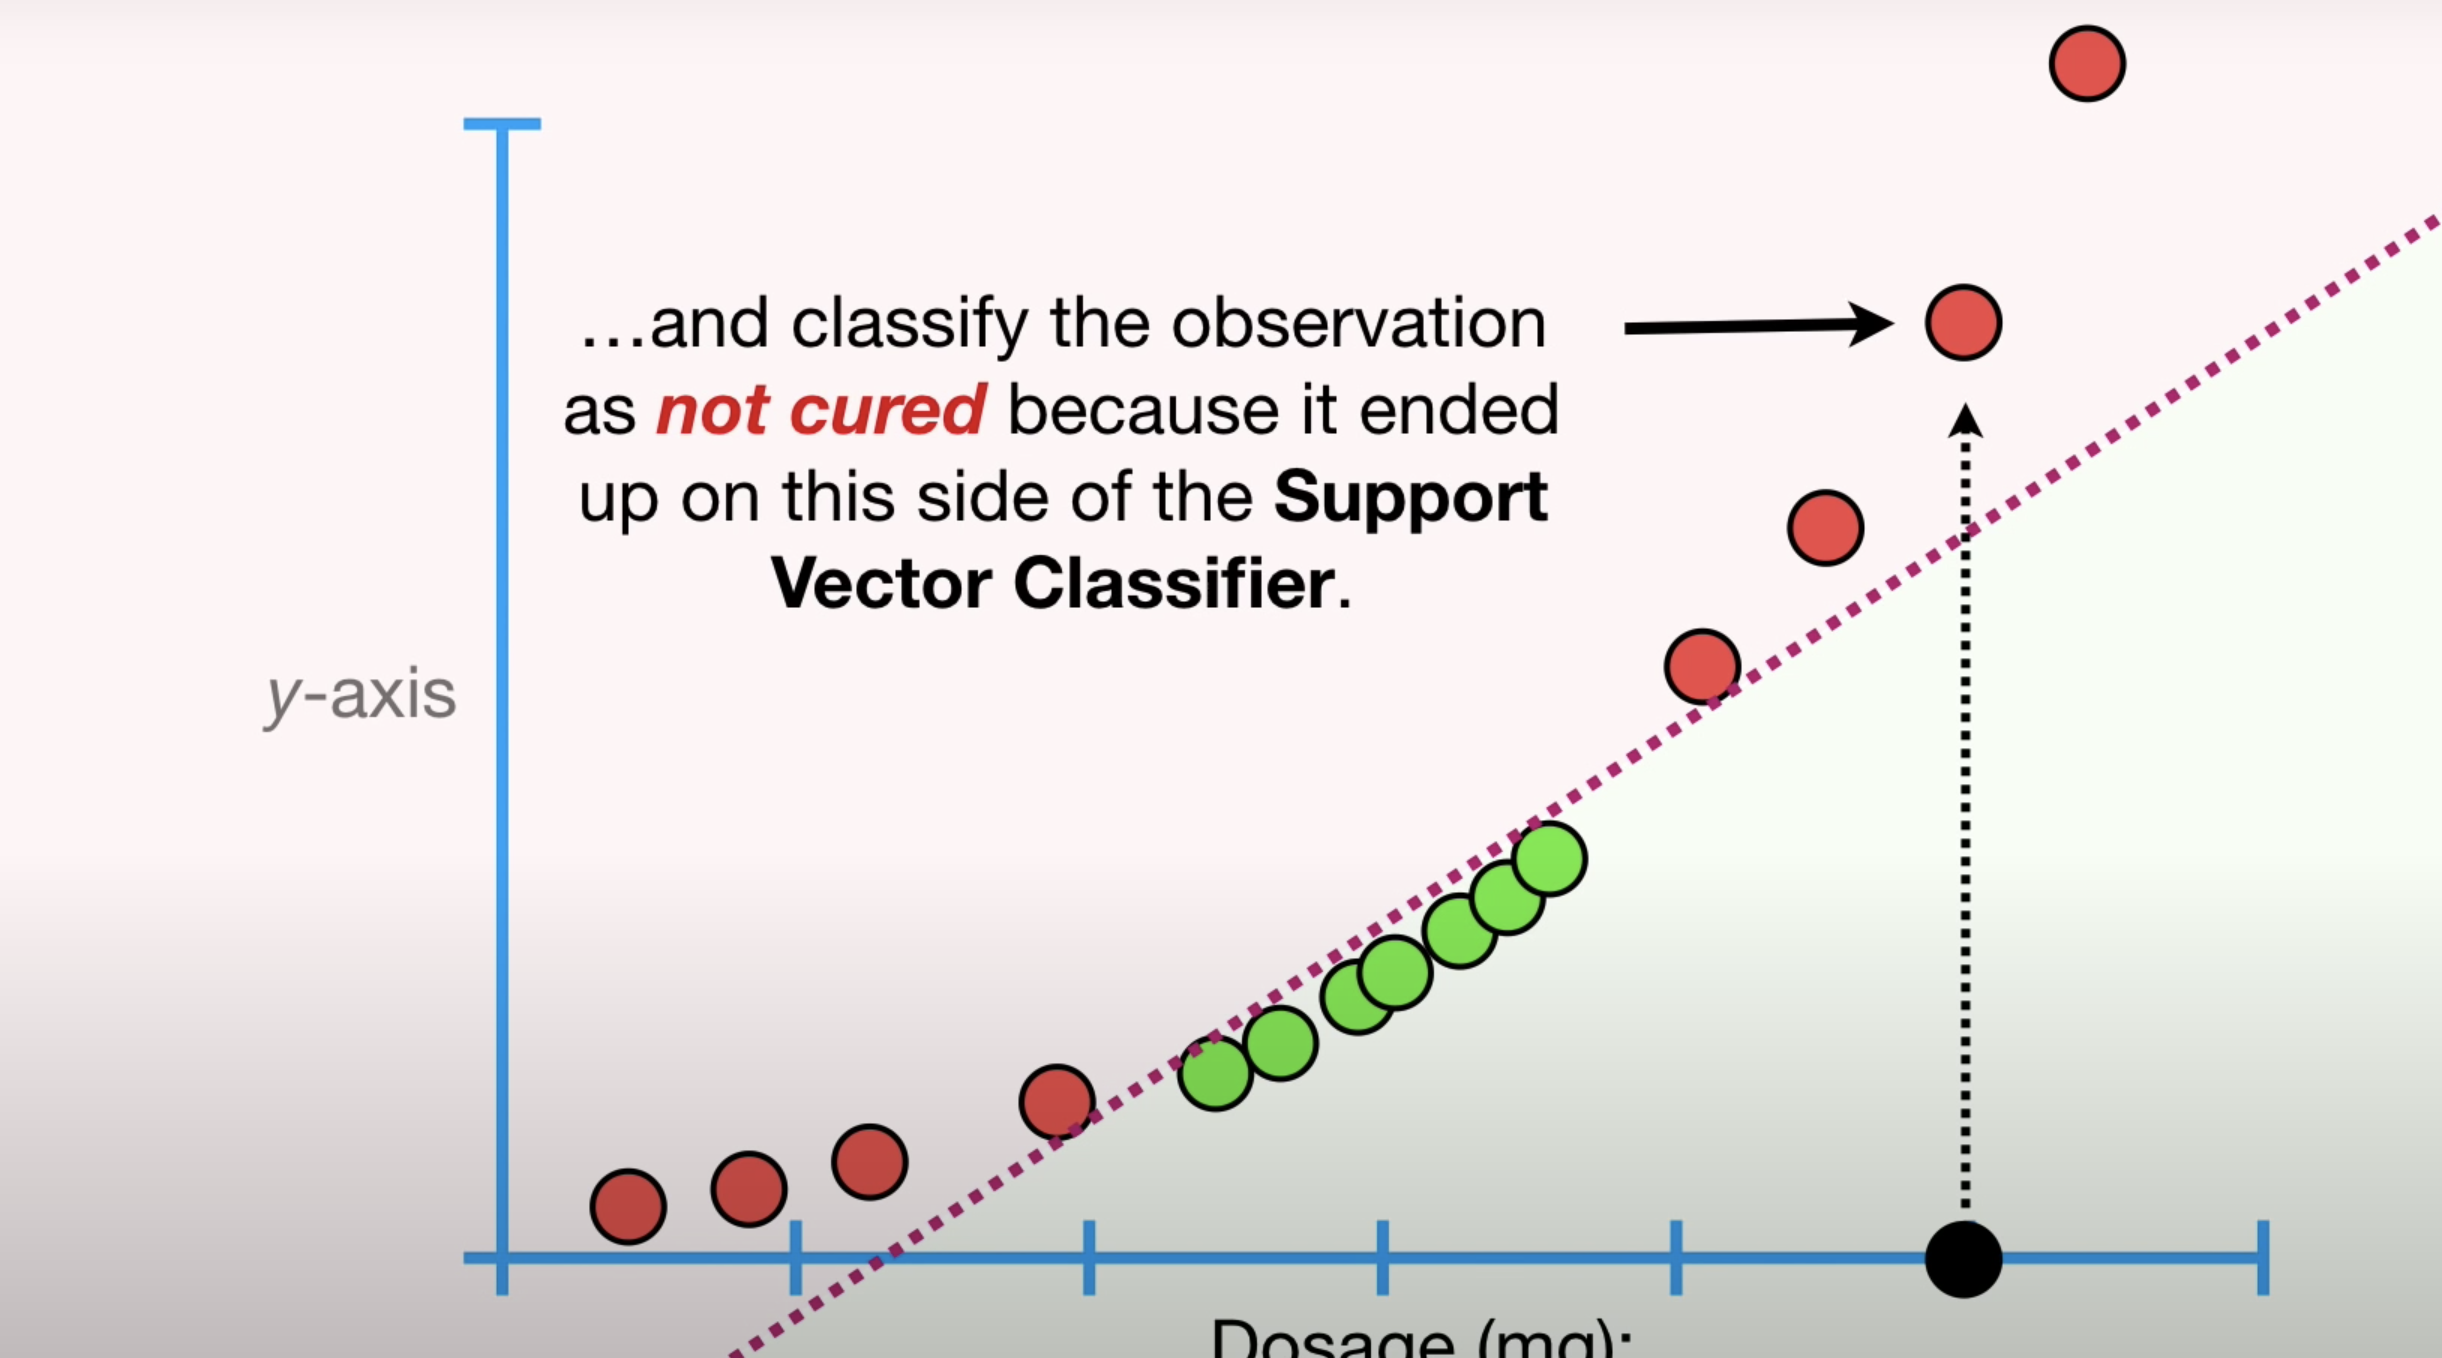 ...and classify the observation
as not cured because it ended
up on this side of the Support
Vector Classifier.
y-axis
Dosage (mg):